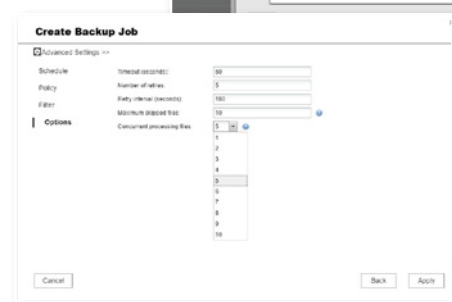 Create Backup Job
Advanced Settings >>
Schedule
Policy
Filter
Options
Timeout (seconds):
60
Number of retries:
5
Retry interval (seconds):
Maximum skipped files:
10
Concurrent processing files:
5
1
2
3
4
5
6
7
8
9
10
Cancel
Back
Apply